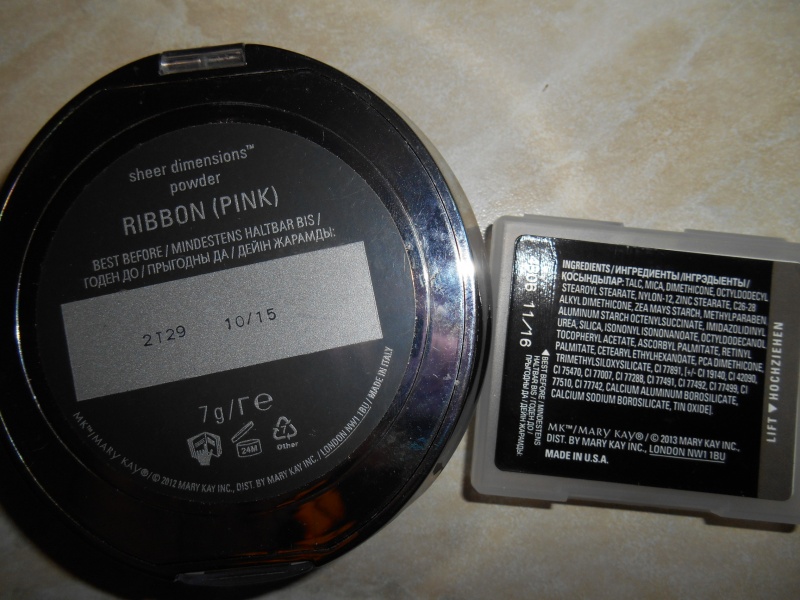 sheer dimensions™
powder
RIBBON (PINK)
BEST BEFORE / MINDESTENS HALTBAR BIS /
ГОДЕН ДО / ПРЫГОДНЫ ДА / ДЕЙІН ЖАРАМДЫ:
2T29 10/15
7g/Гe
24M
7
Other
MK™/MARY KAY®/© 2012 MARY KAY INC., DIST. BY MARY KAY INC. / LONDON NW1 1BU / MADE IN ITALY
INGREDIENTS/ИНГРЕДИЕНТЫ/ІНГРЭДЫЕНТЫ/
ҚОСЫНДЫЛАР: TALC, MICA, DIMETHICONE, OCTYLDODECYL
STEAROYL STEARATE, NYLON-12, ZINC STEARATE, C26-28
ALKYL DIMETHICONE, ZEA MAYS STARCH, METHYLPARABEN,
ALUMINUM STARCH OCTENYLSUCCINATE, IMIDAZOLIDINYL
UREA, SILICA, ISONONYL ISONONANOATE, OCTYLDODECANOL
TOCOPHERYL ACETATE, ASCORBYL PALMITATE, RETINYL
PALMITATE, CETEARYL ETHYLHEXANOATE, PCA DIMETHICONE,
TRIMETHYLSILOXYSILICATE, CI 77891, [+/- CI 19140, CI 42090,
CI 75470, CI 77007, CI 77288, CI 77491, CI 77492, CI 77499, CI
77510, CI 77742, CALCIUM ALUMINUM BOROSILICATE,
CALCIUM SODIUM BOROSILICATE, TIN OXIDE].
MK™/MARY KAY®/© 2013 MARY KAY INC.,
DIST. BY MARY KAY INC., LONDON NW1 1BU
MADE IN U.S.A.
11/16
◀BEST BEFORE / MINDESTENS
HALTBAR BIS / ГОДЕН ДО /
ПРЫГОДНЫ ДА / ДЕЙІН ЖАРАМДЫ
LIFT ▼ HOCHZIEHEN